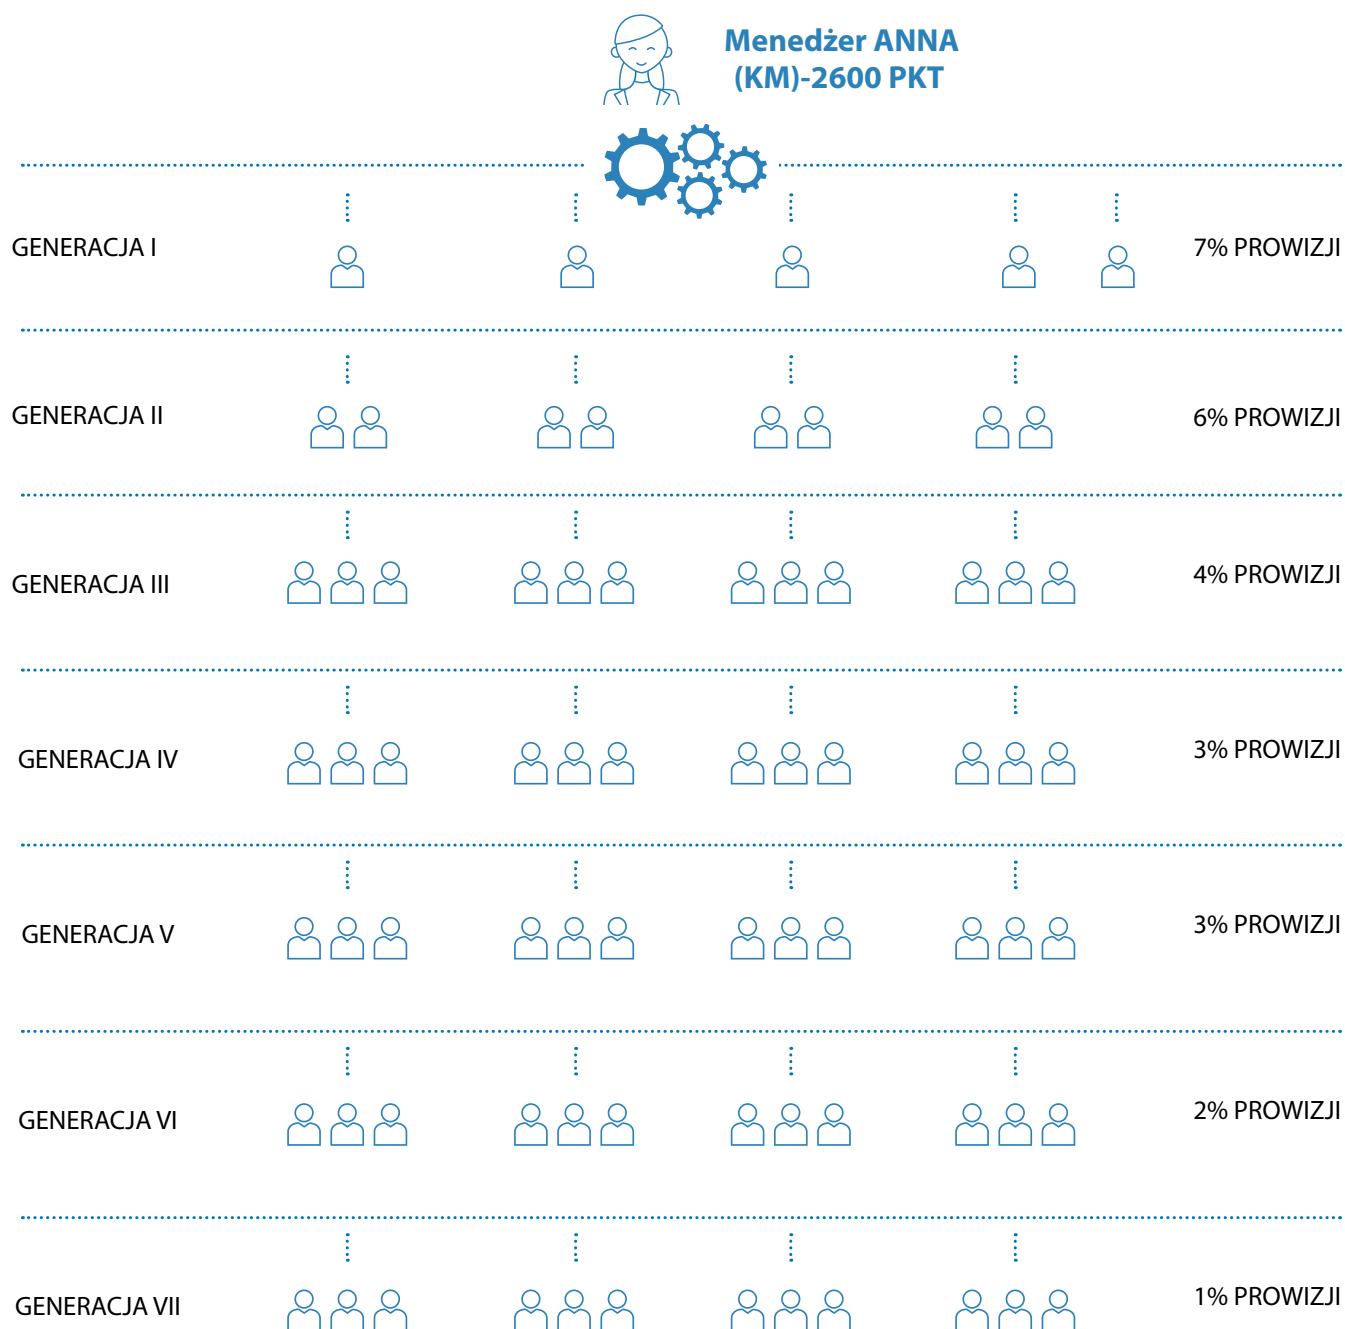 Menedżer ANNA
(KM)-2600 PKT
GENERACJA I
7% PROWIZJI
GENERACJA II
6% PROWIZJI
GENERACJA III
4% PROWIZJI
GENERACJA IV
3% PROWIZJI
GENERACJA V
3% PROWIZJI
GENERACJA VI
2% PROWIZJI
GENERACJA VII
1% PROWIZJI